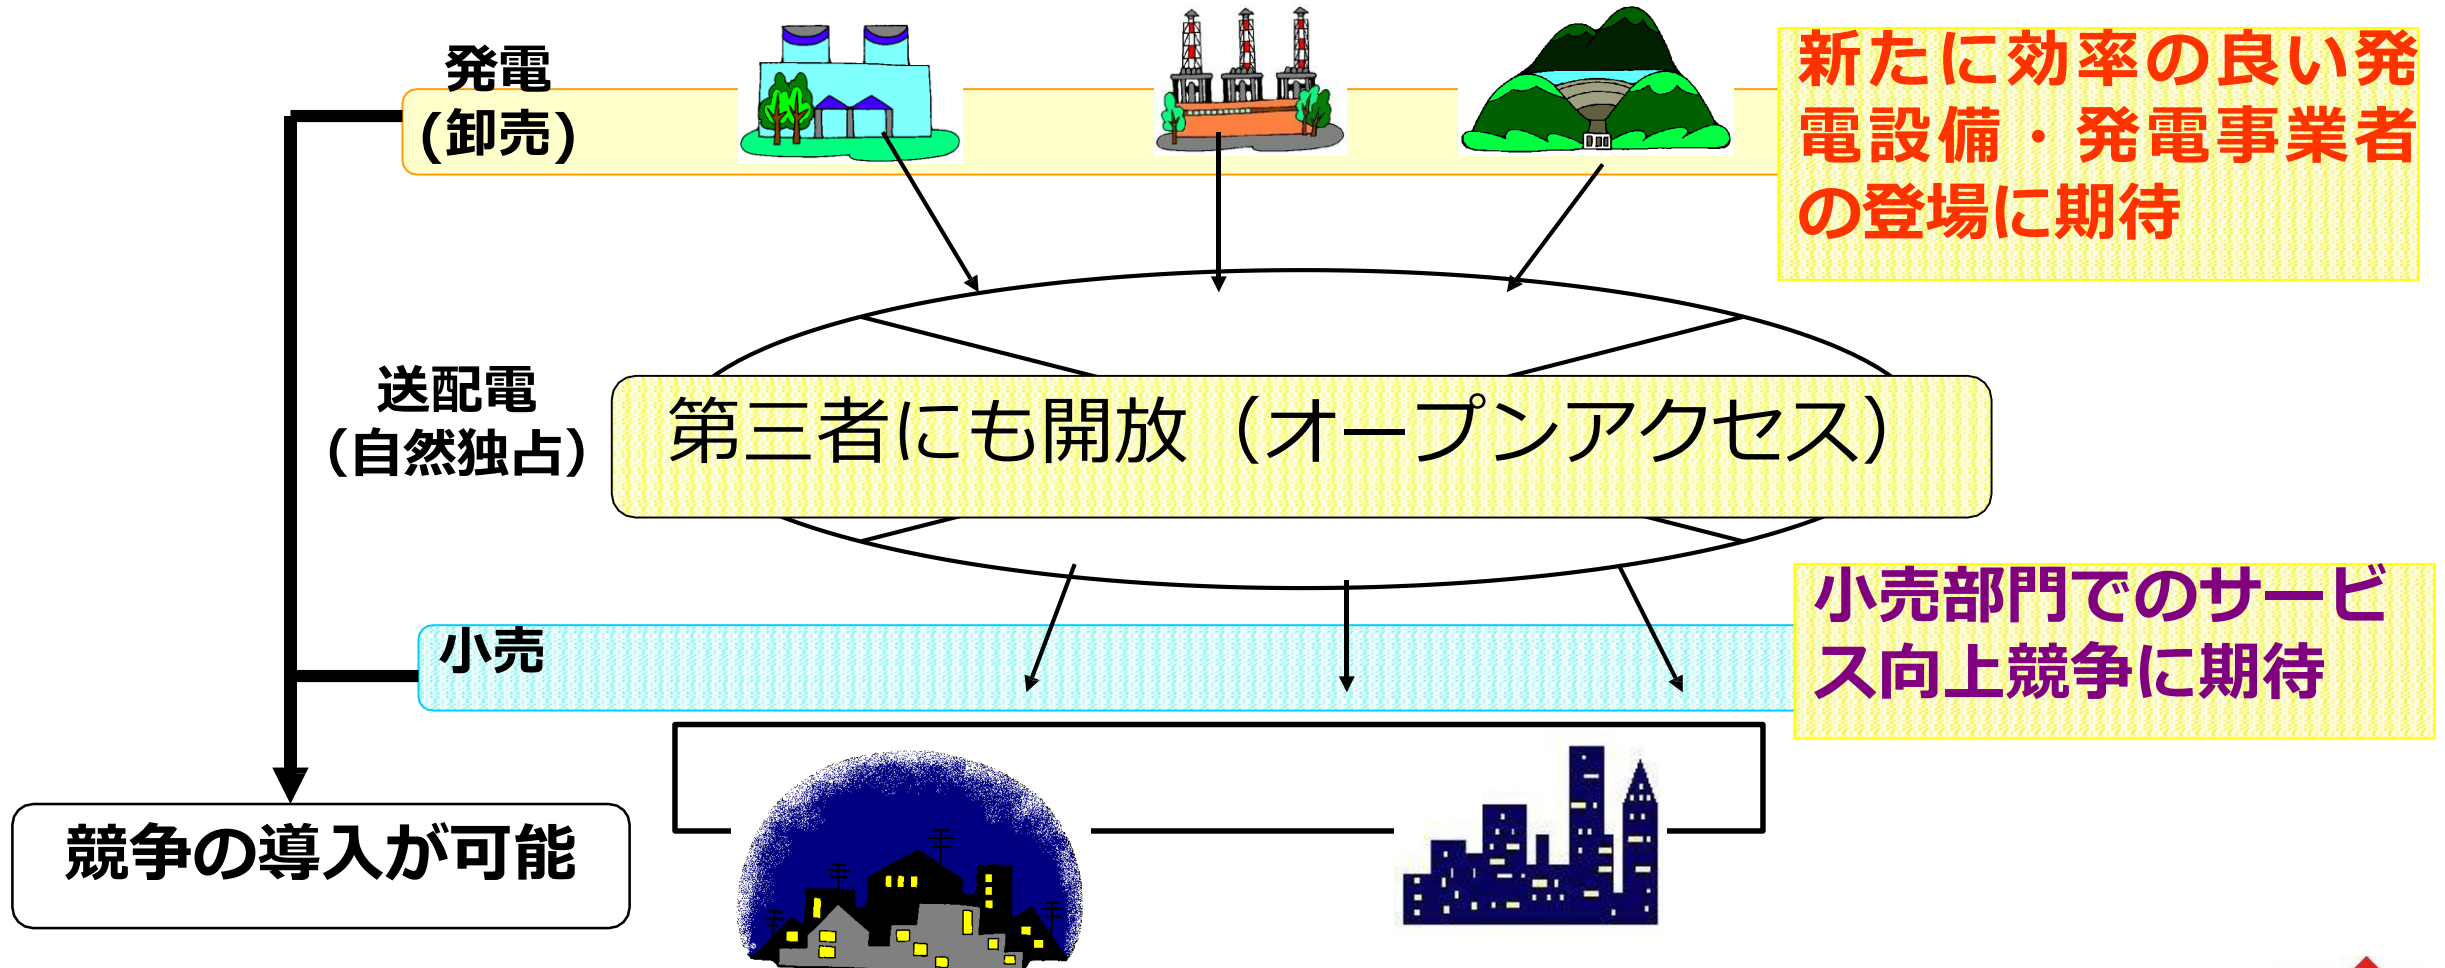 発電
(卸売)
新たに効率の良い発
電設備・発電事業者
の登場に期待
送配電
（自然独占）
第三者にも開放（オープンアクセス）
小売
小売部門でのサービ
ス向上競争に期待
競争の導入が可能